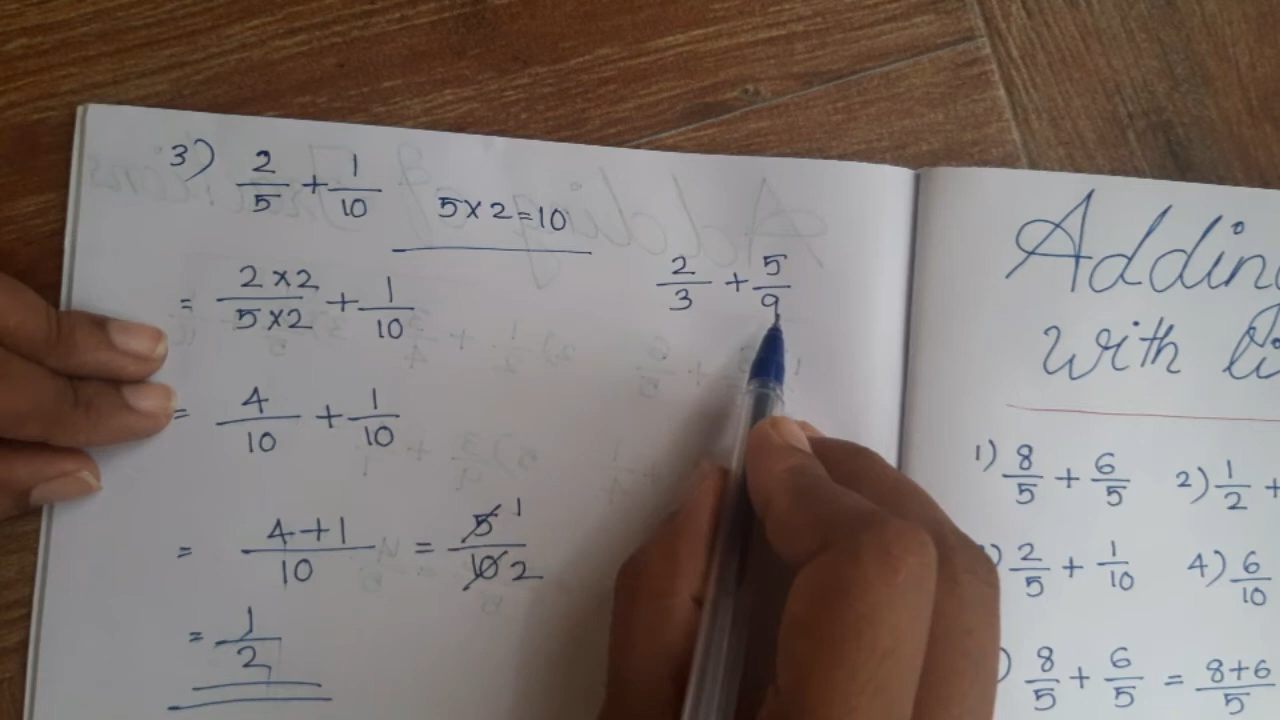 3) 2/5 + 1/10
5 × 2 = 10
= 2 × 2 / 5 × 2 + 1/10
= 4/10 + 1/10
= 4 + 1 / 10 = 5 1 / 10 2
= 1/2
2/3 + 5/9
Adding
with
1) 8/5 + 6/5 2) 1/2 +
) 2/5 + 1/10 4) 6/10
) 8/5 + 6/5 = 8+6 / 5